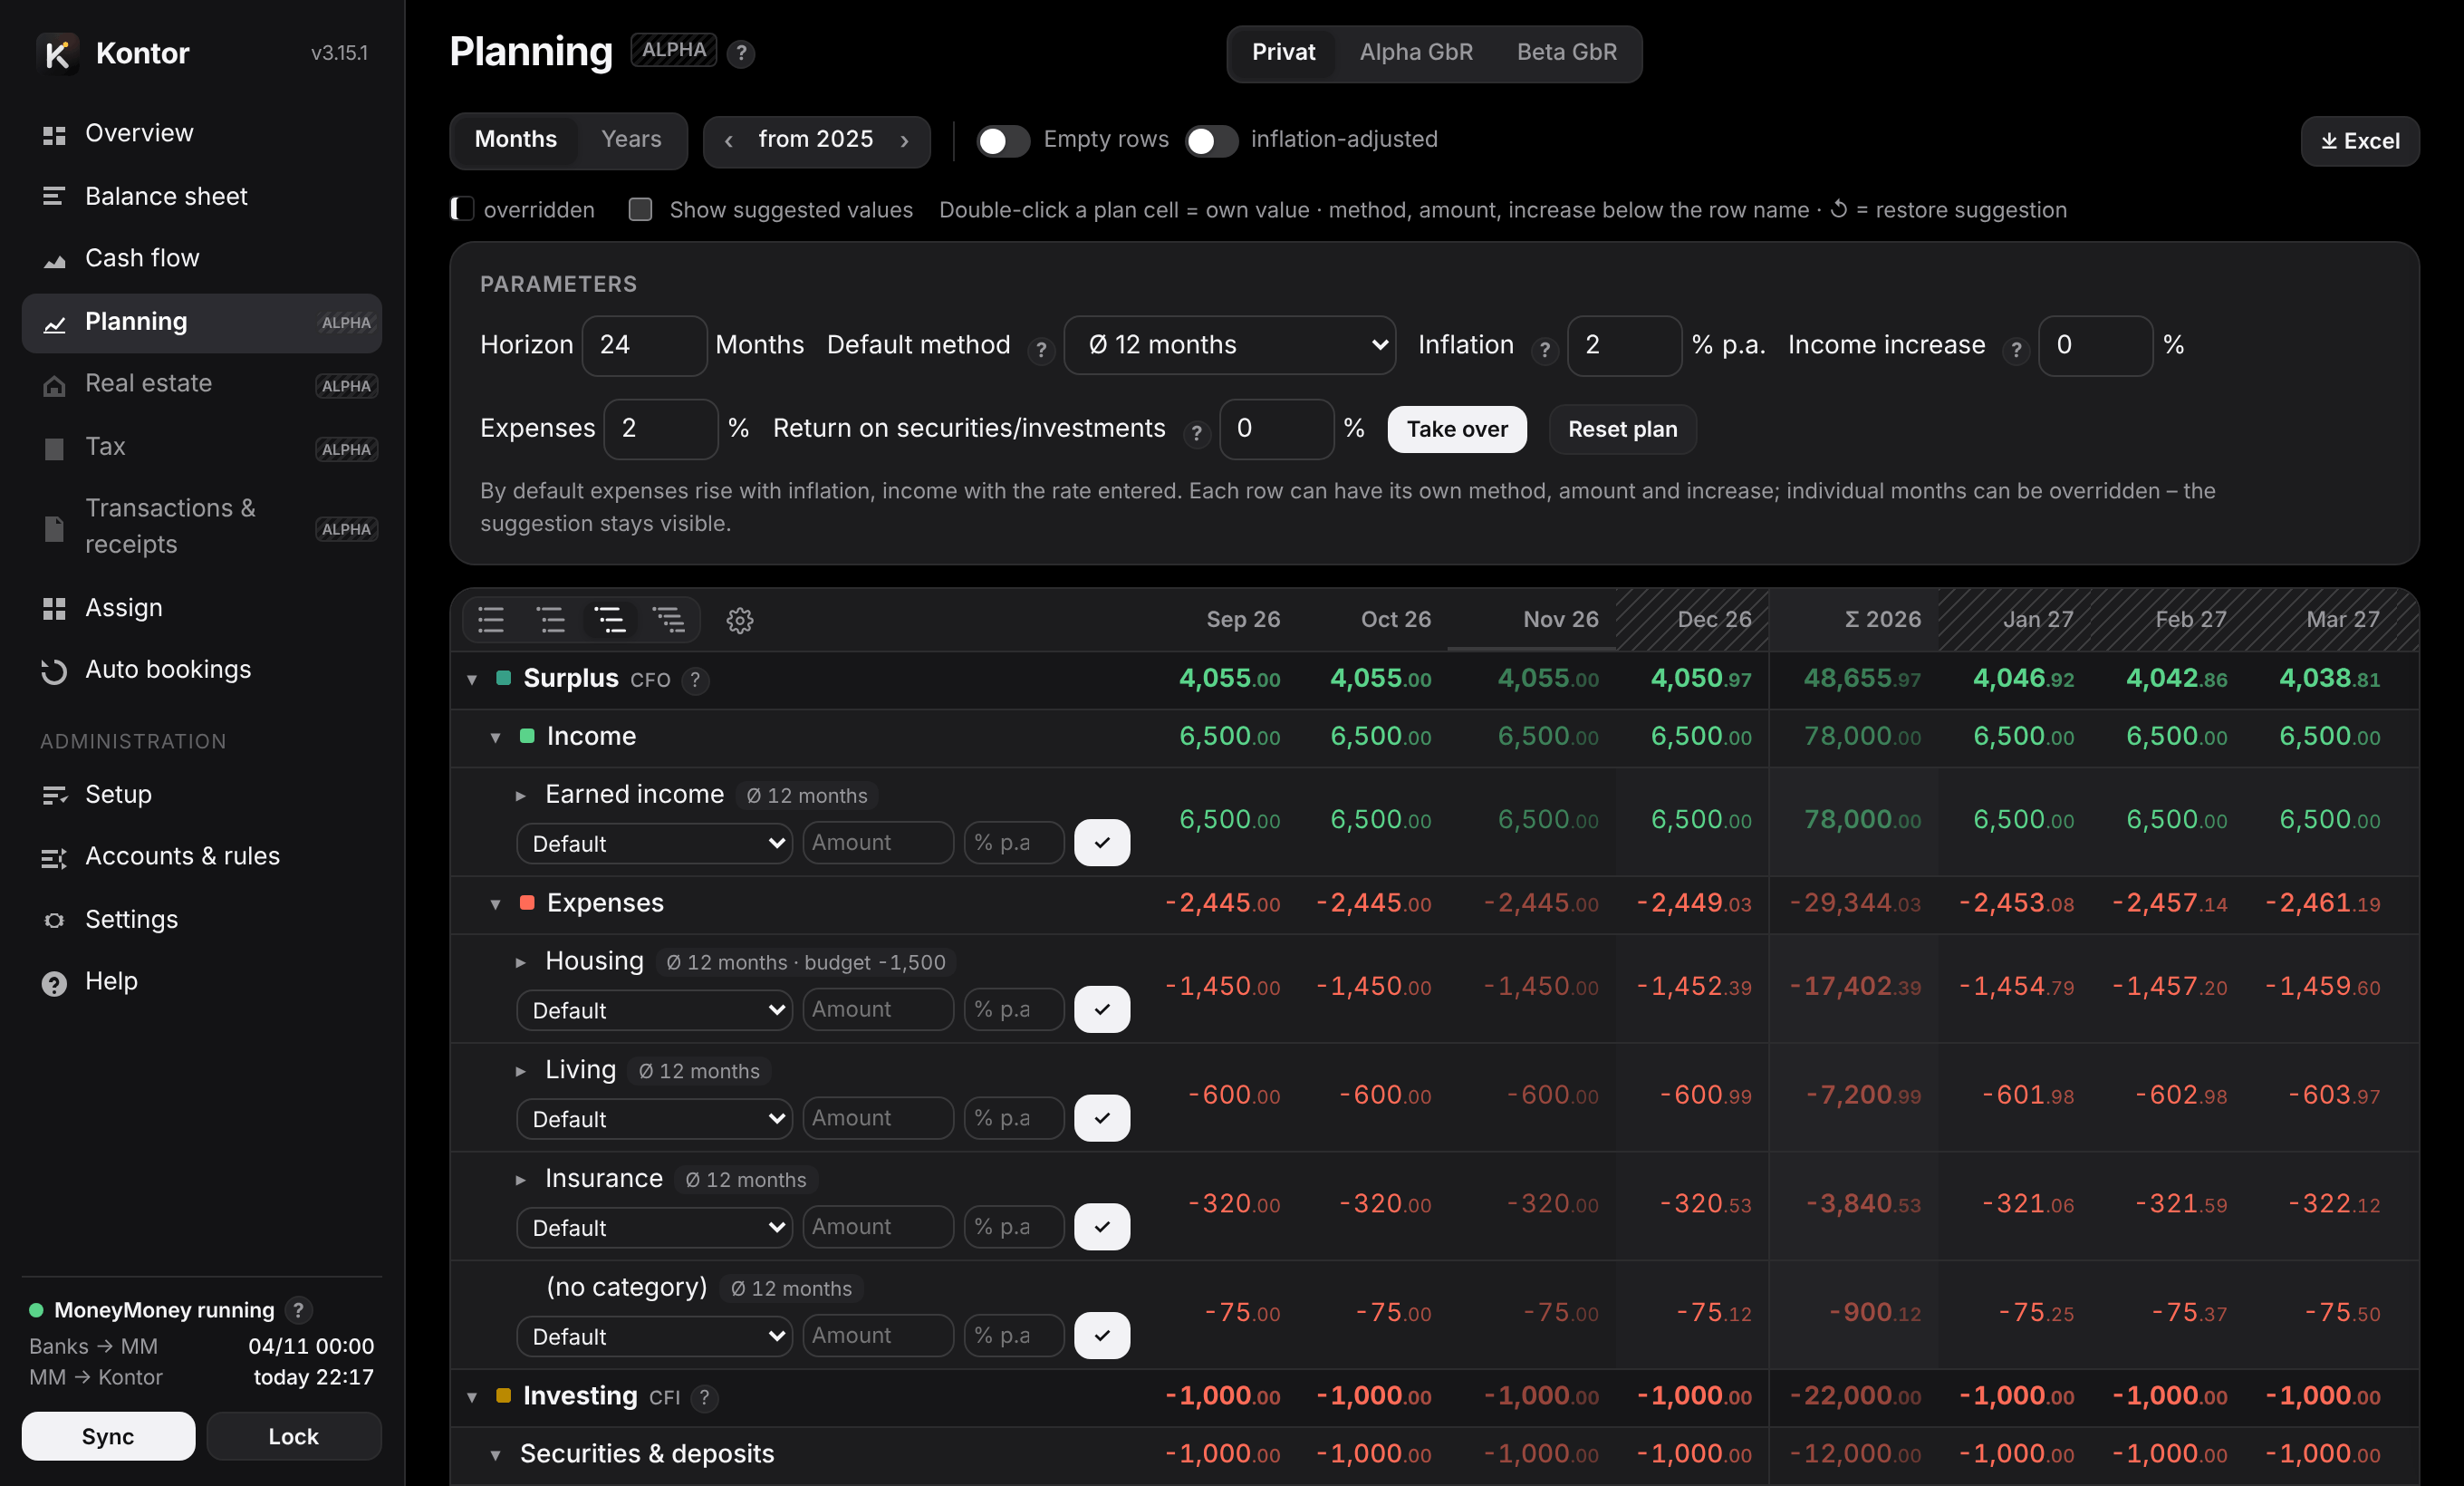 Kontor v3.15.1
Overview
Balance sheet
Cash flow
Planning ALPHA
Real estate ALPHA
Tax ALPHA
Transactions &
receipts ALPHA
Assign
Auto bookings
ADMINISTRATION
Setup
Accounts & rules
Settings
? Help
MoneyMoney running ?
Banks → MM 04/11 00:00
MM → Kontor today 22:17
Sync Lock
Planning ALPHA ? Privat Alpha GbR Beta GbR
Months Years ‹ from 2025 › Empty rows inflation-adjusted Excel
overridden Show suggested values Double-click a plan cell = own value · method, amount, increase below the row name · ↺ = restore suggestion
PARAMETERS
Horizon 24 Months Default method ? Ø 12 months Inflation ? 2 % p.a. Income increase ? 0 %
Expenses 2 % Return on securities/investments ? 0 % Take over Reset plan
By default expenses rise with inflation, income with the rate entered. Each row can have its own method, amount and increase; individual months can be overridden – the
suggestion stays visible.
Sep 26 Oct 26 Nov 26 Dec 26 Σ 2026 Jan 27 Feb 27 Mar 27
▾ Surplus CFO ? 4,055.00 4,055.00 4,055.00 4,050.97 48,655.97 4,046.92 4,042.86 4,038.81
▾ Income 6,500.00 6,500.00 6,500.00 6,500.00 78,000.00 6,500.00 6,500.00 6,500.00
▸ Earned income Ø 12 months
Default Amount % p.a ✓ 6,500.00 6,500.00 6,500.00 6,500.00 78,000.00 6,500.00 6,500.00 6,500.00
▾ Expenses -2,445.00 -2,445.00 -2,445.00 -2,449.03 -29,344.03 -2,453.08 -2,457.14 -2,461.19
▸ Housing Ø 12 months · budget -1,500
Default Amount % p.a ✓ -1,450.00 -1,450.00 -1,450.00 -1,452.39 -17,402.39 -1,454.79 -1,457.20 -1,459.60
▸ Living Ø 12 months
Default Amount % p.a ✓ -600.00 -600.00 -600.00 -600.99 -7,200.99 -601.98 -602.98 -603.97
▸ Insurance Ø 12 months
Default Amount % p.a ✓ -320.00 -320.00 -320.00 -320.53 -3,840.53 -321.06 -321.59 -322.12
(no category) Ø 12 months
Default Amount % p.a ✓ -75.00 -75.00 -75.00 -75.12 -900.12 -75.25 -75.37 -75.50
▾ Investing CFI ? -1,000.00 -1,000.00 -1,000.00 -1,000.00 -22,000.00 -1,000.00 -1,000.00 -1,000.00
▾ Securities & deposits -1,000.00 -1,000.00 -1,000.00 -1,000.00 -12,000.00 -1,000.00 -1,000.00 -1,000.00